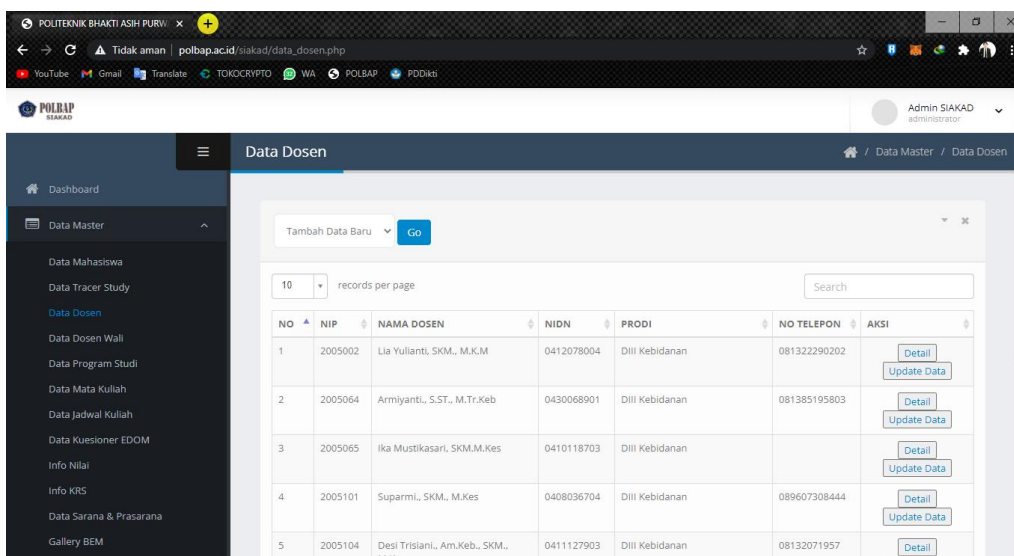 POLITEKNIK BHAKTI ASIH PURW
Tidak aman | polbap.ac.id/siakad/data_dosen.php
YouTube Gmail Translate TOKOCRYPTO WA POLBAP PDDikti
POLBAP
SIAKAD
Admin SIAKAD
administrator
Data Dosen
/ Data Master / Data Dosen
Dashboard
Data Master
Data Mahasiswa
Data Tracer Study
Data Dosen
Data Dosen Wali
Data Program Studi
Data Mata Kuliah
Data Jadwal Kuliah
Data Kuesioner EDOM
Info Nilai
Info KRS
Data Sarana & Prasarana
Gallery BEM
Tambah Data Baru Go
10 records per page Search
NO NIP NAMA DOSEN NIDN PRODI NO TELEPON AKSI
1 2005002 Lia Yulianti, SKM., M.K.M 0412078004 DIII Kebidanan 081322290202 Detail
Update Data
2 2005064 Armiyanti., S.ST., M.Tr.Keb 0430068901 DIII Kebidanan 081385195803 Detail
Update Data
3 2005065 Ika Mustikasari, SKM.M.Kes 0410118703 DIII Kebidanan Detail
Update Data
4 2005101 Suparmi., SKM., M.Kes 0408036704 DIII Kebidanan 089607308444 Detail
Update Data
5 2005104 Desi Trisiani., Am.Keb., SKM., 0411127903 DIII Kebidanan 08132071957 Detail